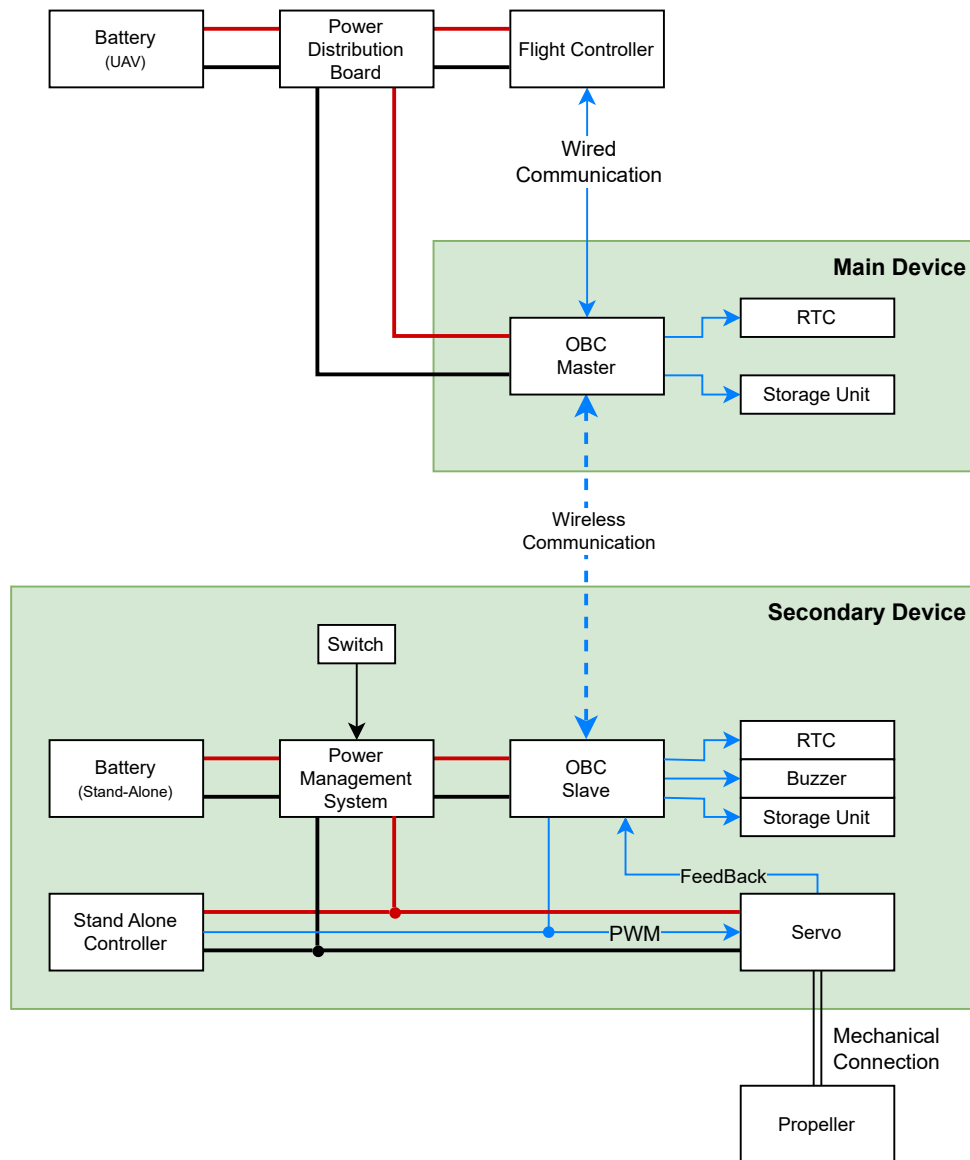 Battery
(UAV)
Power
Distribution
Board
Flight Controller
Wired
Communication
Main Device
OBC
Master
RTC
Storage Unit
Wireless
Communication
Secondary Device
Switch
Battery
(Stand-Alone)
Power
Management
System
OBC
Slave
RTC
Buzzer
Storage Unit
FeedBack
Stand Alone
Controller
PWM
Servo
Mechanical
Connection
Propeller